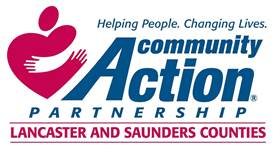 Helping People. Changing Lives.
community
Action®
PARTNERSHIP
LANCASTER AND SAUNDERS COUNTIES